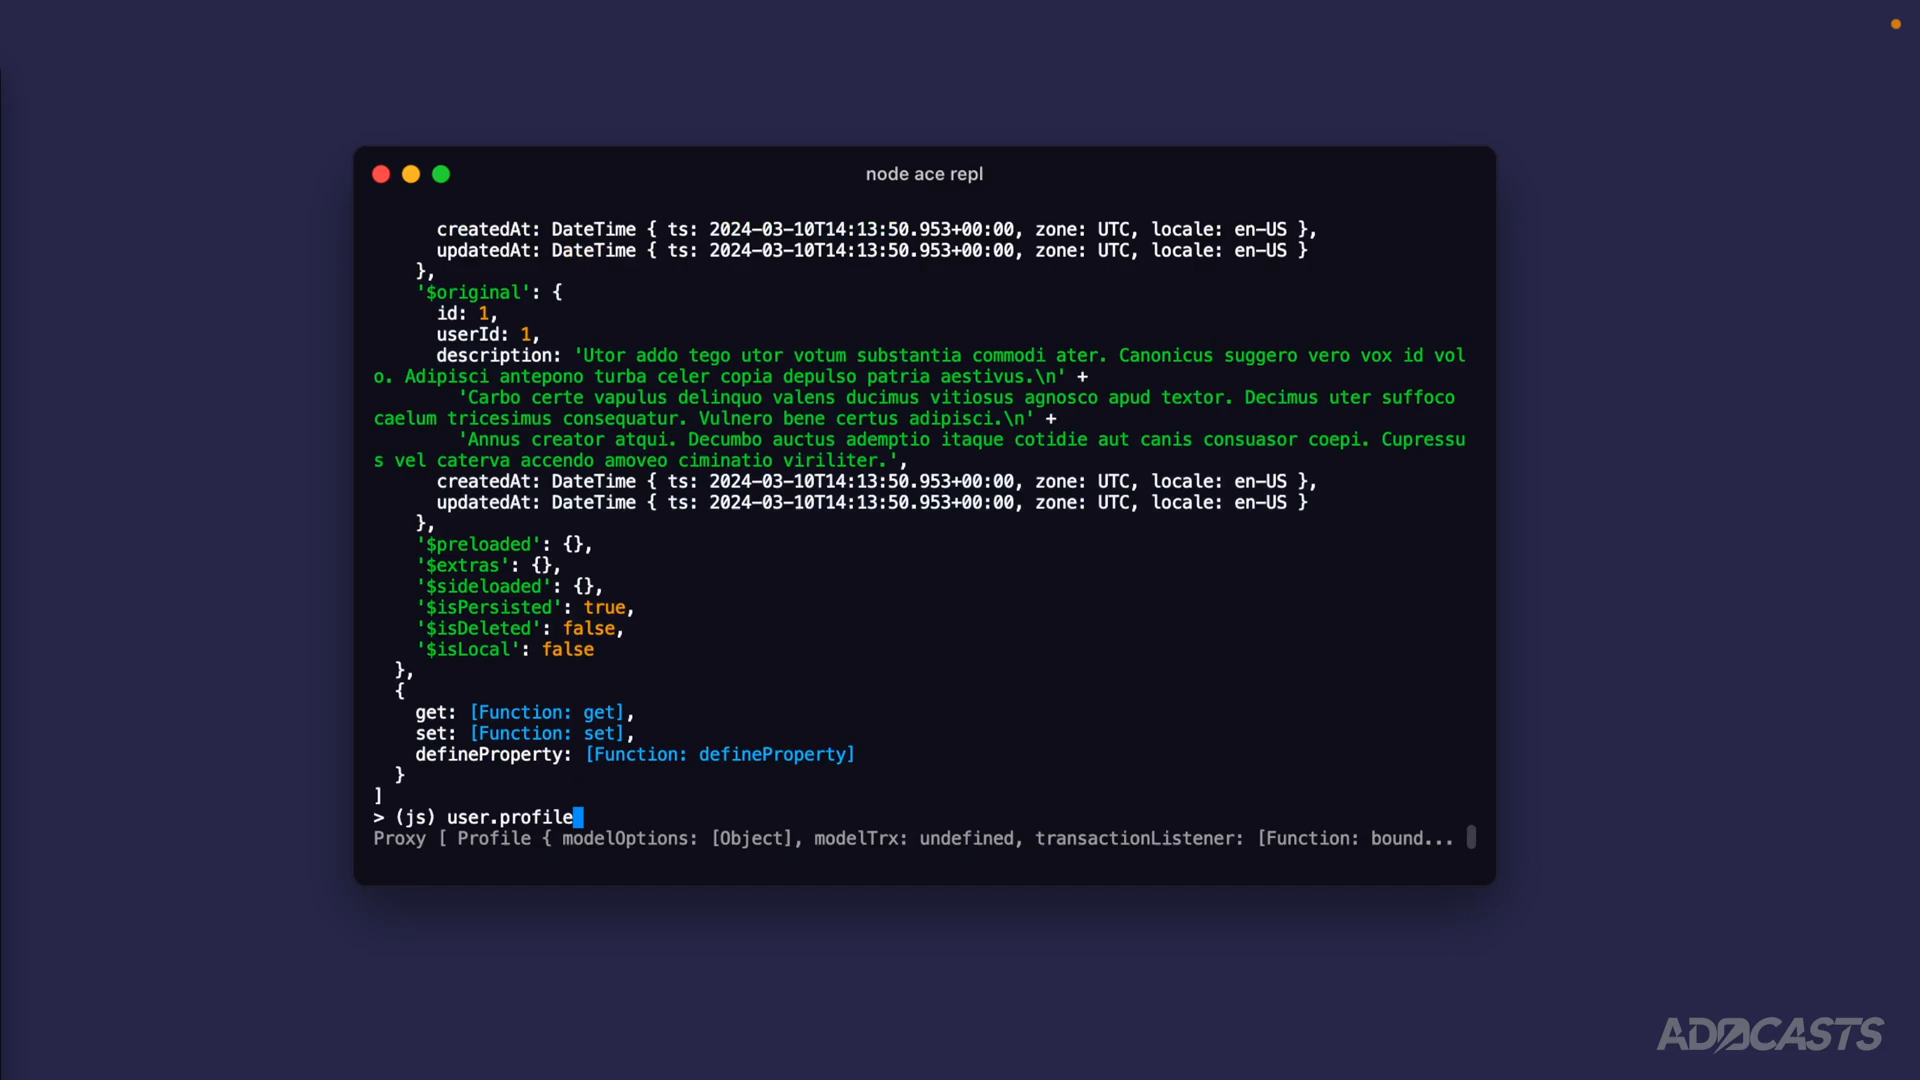 node ace repl
createdAt: DateTime { ts: 2024-03-10T14:13:50.953+00:00, zone: UTC, locale: en-US },
updatedAt: DateTime { ts: 2024-03-10T14:13:50.953+00:00, zone: UTC, locale: en-US }
},
'$original': {
id: 1,
userId: 1,
description: 'Utor addo tego utor votum substantia commodi ater. Canonicus suggero vero vox id vol
o. Adipisci antepono turba celer copia depulso patria aestivus.\n' +
'Carbo certe vapulus delinquo valens ducimus vitiosus agnosco apud textor. Decimus uter suffoco
caelum tricesimus consequatur. Vulnero bene certus adipisci.\n' +
'Annus creator atqui. Decumbo auctus ademptio itaque cotidie aut canis consuasor coepi. Cupressu
s vel caterva accendo amoveo ciminatio viriliter.',
createdAt: DateTime { ts: 2024-03-10T14:13:50.953+00:00, zone: UTC, locale: en-US },
updatedAt: DateTime { ts: 2024-03-10T14:13:50.953+00:00, zone: UTC, locale: en-US }
},
'$preloaded': {},
'$extras': {},
'$sideloaded': {},
'$isPersisted': true,
'$isDeleted': false,
'$isLocal': false
},
{
get: [Function: get],
set: [Function: set],
defineProperty: [Function: defineProperty]
}
]
> (js) user.profile
Proxy [ Profile { modelOptions: [Object], modelTrx: undefined, transactionListener: [Function: bound...
ADOCASTS